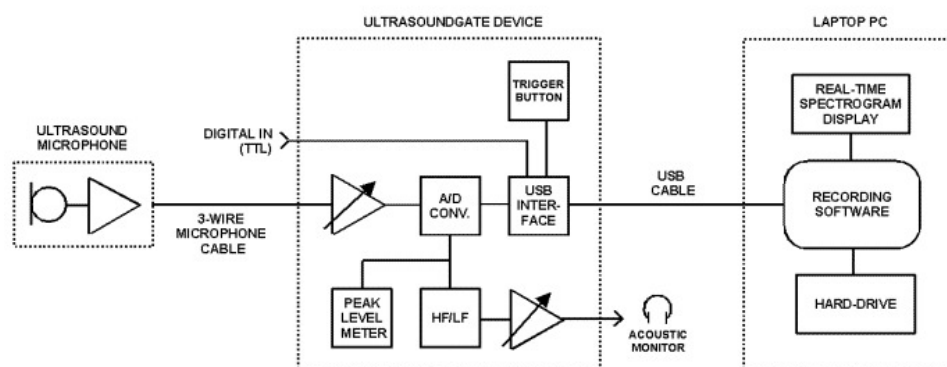 ULTRASOUNDGATE DEVICE
LAPTOP PC
TRIGGER
BUTTON
REAL-TIME
SPECTROGRAM
DISPLAY
ULTRASOUND
MICROPHONE
DIGITAL IN
(TTL)
USB
CABLE
A/D
CONV.
USB
INTER-
FACE
RECORDING
SOFTWARE
3-WIRE
MICROPHONE
CABLE
PEAK
LEVEL
METER
HF/LF
ACOUSTIC
MONITOR
HARD-DRIVE